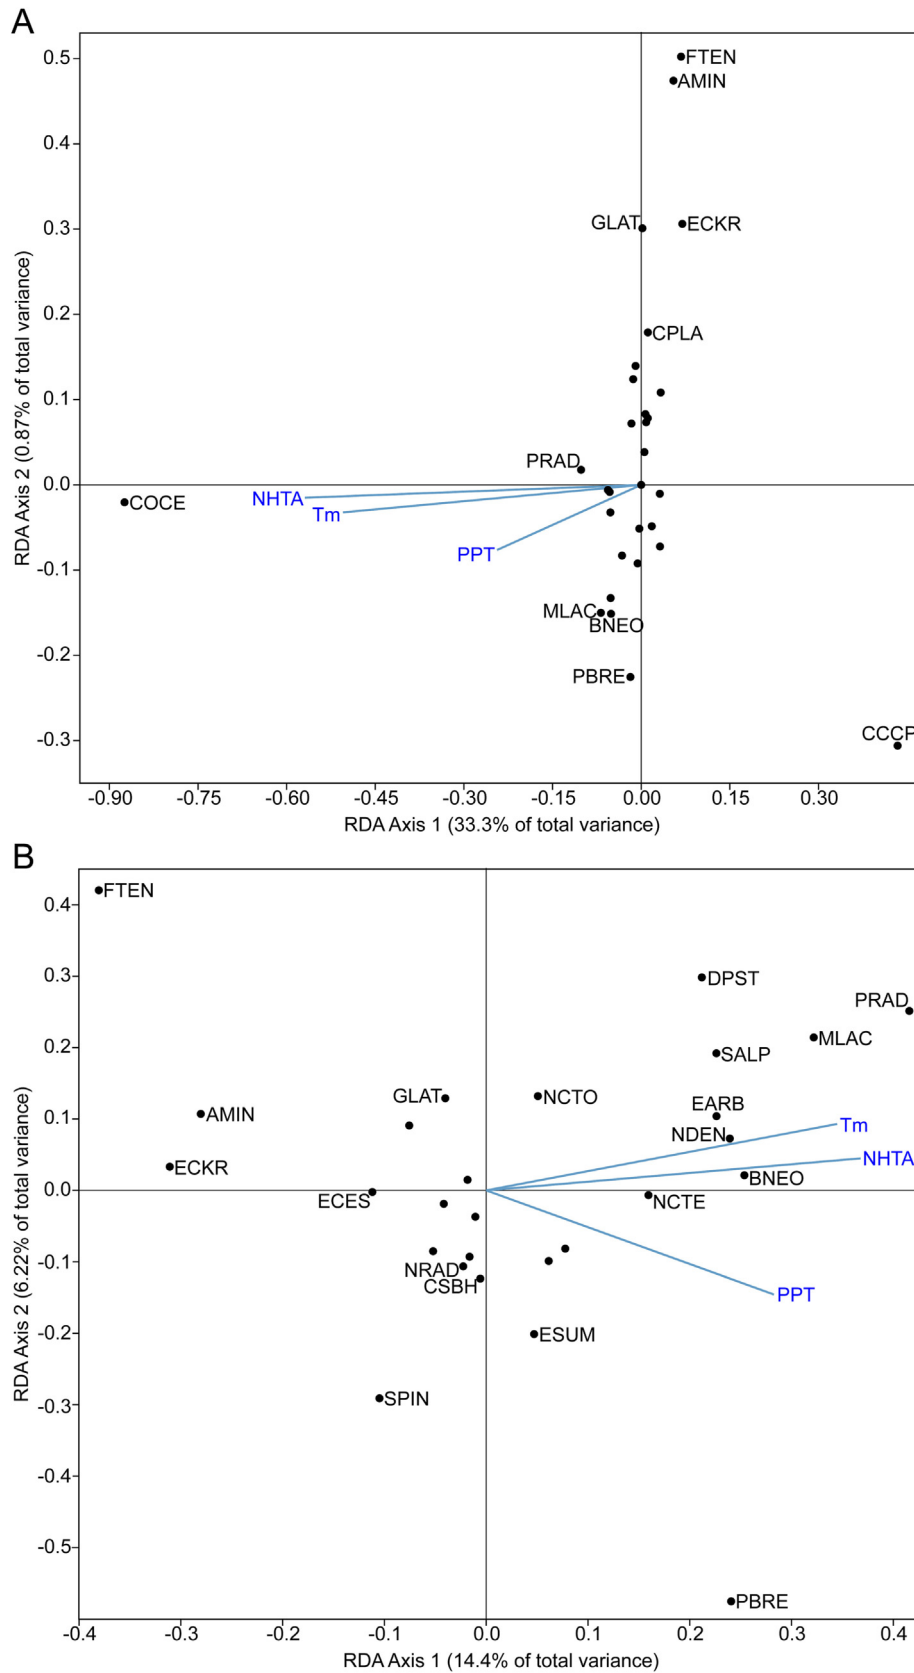 A
0.5
FTEN
AMIN
0.4
0.3
GLAT
ECKR
0.2
CPLA
0.1
PRAD
0.0
NHTA
COCE
Tm
PPT
-0.1
MLAC
BNEO
-0.2
PBRE
-0.3
CCCP
RDA Axis 2 (0.87% of total variance)
-0.90 -0.75 -0.60 -0.45 -0.30 -0.15 0.00 0.15 0.30
RDA Axis 1 (33.3% of total variance)
B
FTEN
0.4
0.3
DPST
PRAD
MLAC
0.2
SALP
GLAT
NCTO
EARB
0.1
AMIN
Tm
NDEN
NHTA
ECKR
BNEO
0.0
ECES
NCTE
-0.1
NRAD
CSBH
PPT
-0.2
ESUM
-0.3
SPIN
-0.4
-0.5
PBRE
RDA Axis 2 (6.22% of total variance)
-0.4 -0.3 -0.2 -0.1 0.0 0.1 0.2 0.3 0.4
RDA Axis 1 (14.4% of total variance)